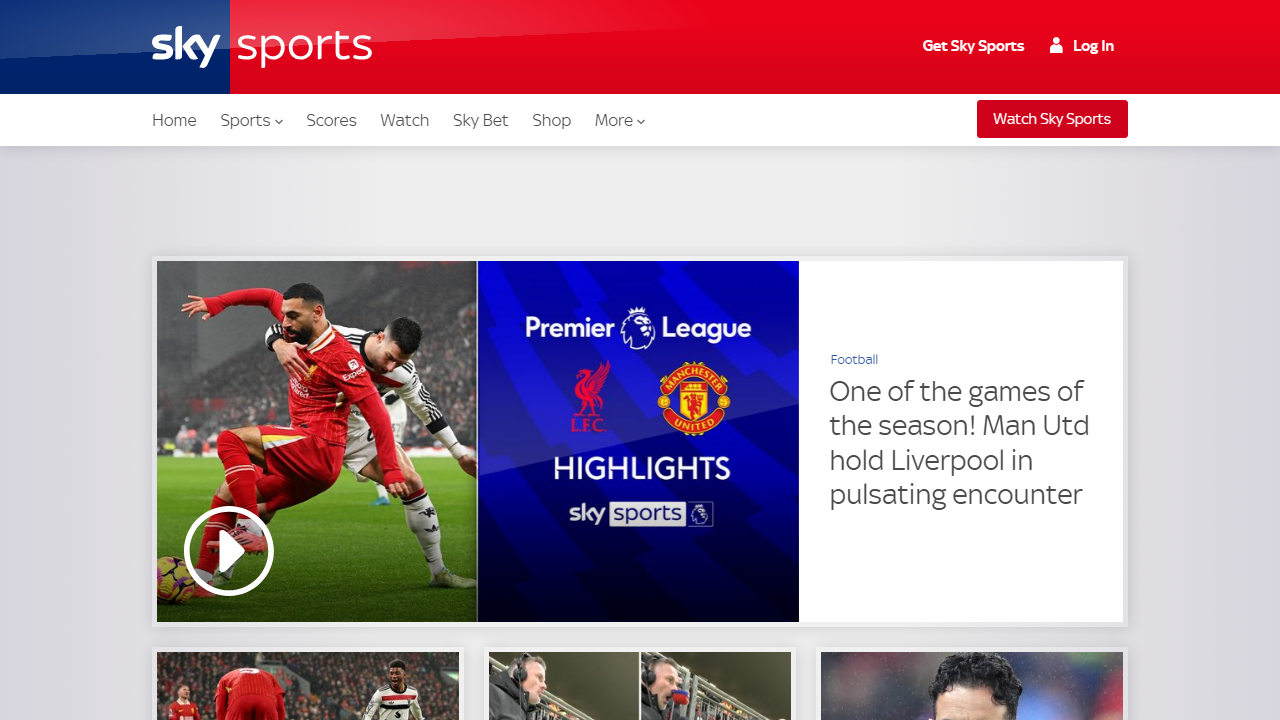 sky sports
Get Sky Sports
Log In
Home
Sports
Scores
Watch
Sky Bet
Shop
More
Watch Sky Sports
Premier League
L.F.C.
MANCHESTER
UNITED
HIGHLIGHTS
sky sports
Football
One of the games of
the season! Man Utd
hold Liverpool in
pulsating encounter